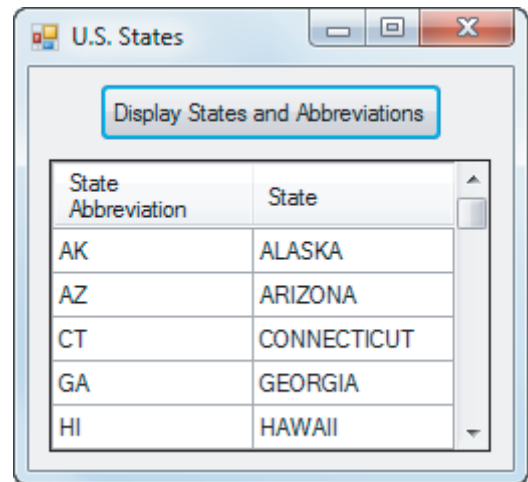 U.S. States
Display States and Abbreviations
State
Abbreviation
State
AK ALASKA
AZ ARIZONA
CT CONNECTICUT
GA GEORGIA
HI HAWAII